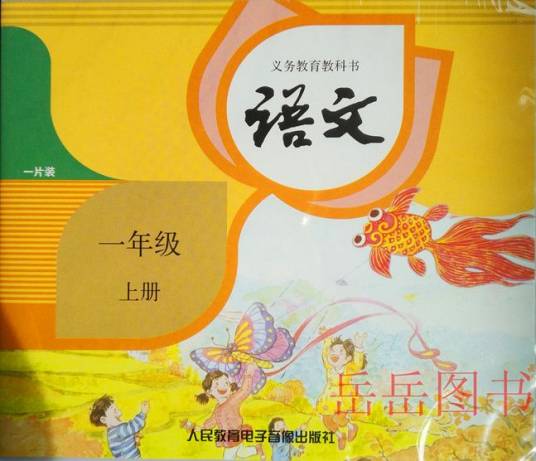 义务教育教科书
语文
一片装
一年级
上册
岳岳图书
人民教育电子音像出版社